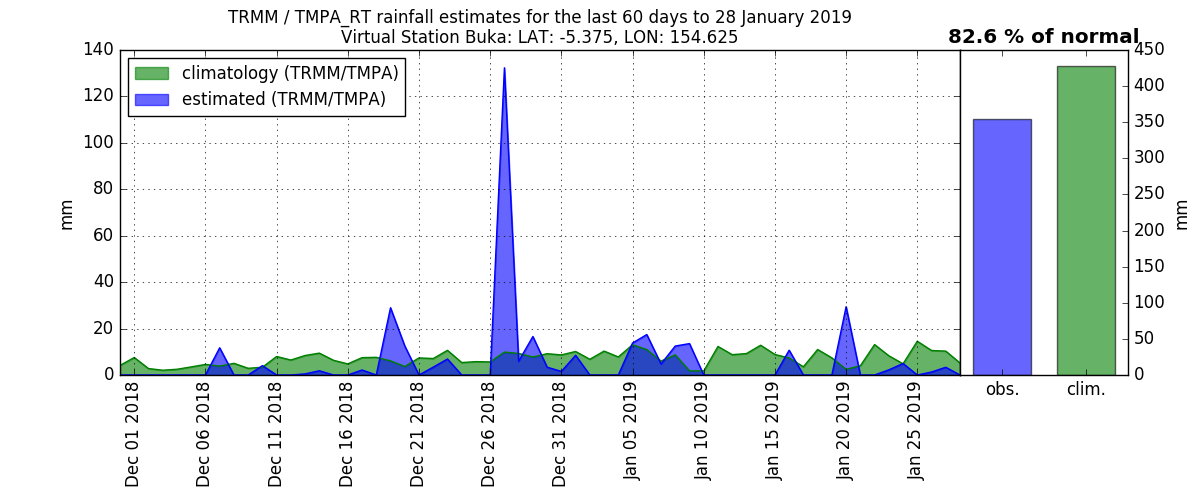 TRMM / TMPA_RT rainfall estimates for the last 60 days to 28 January 2019
Virtual Station Buka: LAT: -5.375, LON: 154.625
82.6 % of normal
climatology (TRMM/TMPA)
estimated (TRMM/TMPA)
140
120
100
80
60
40
20
0
mm
Dec 01 2018
Dec 06 2018
Dec 11 2018
Dec 16 2018
Dec 21 2018
Dec 26 2018
Dec 31 2018
Jan 05 2019
Jan 10 2019
Jan 15 2019
Jan 20 2019
Jan 25 2019
obs.
clim.
450
400
350
300
250
200
150
100
50
0
mm